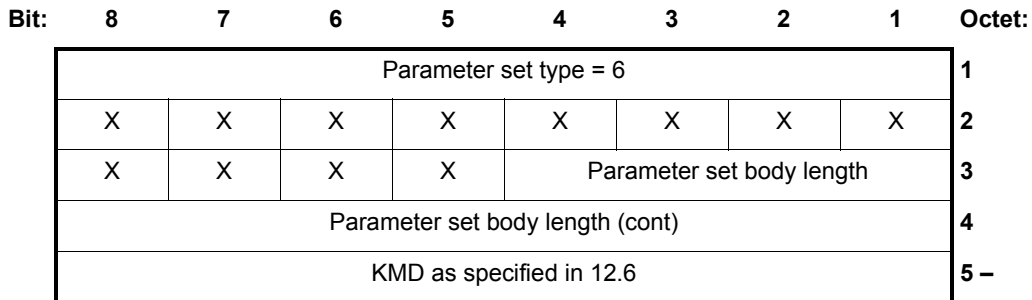 Bit: 8 7 6 5 4 3 2 1 Octet:
Parameter set type = 6 1
X X X X X X X X 2
X X X X Parameter set body length 3
Parameter set body length (cont) 4
KMD as specified in 12.6 5 –